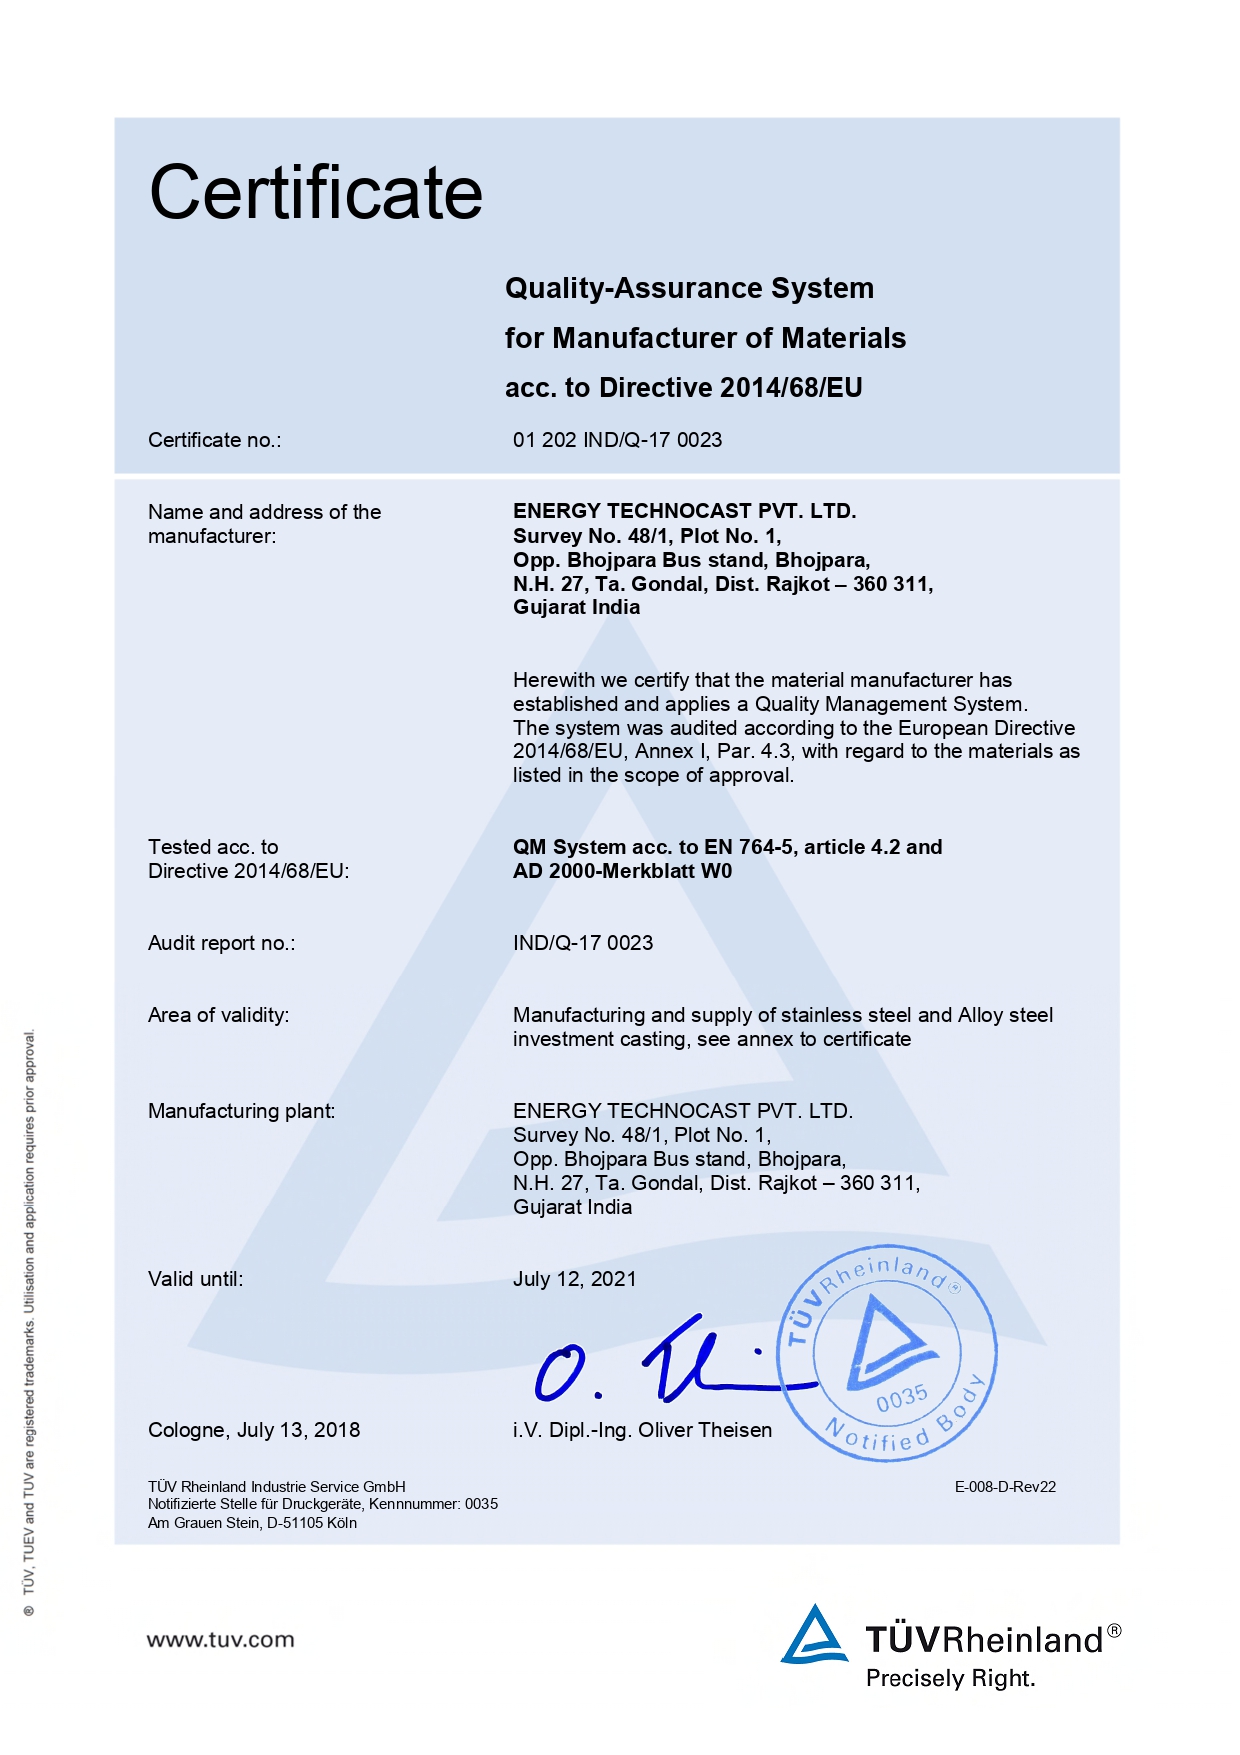 Certificate
Quality-Assurance System
for Manufacturer of Materials
acc. to Directive 2014/68/EU
Certificate no.: 01 202 IND/Q-17 0023
Name and address of the
manufacturer:
ENERGY TECHNOCAST PVT. LTD.
Survey No. 48/1, Plot No. 1,
Opp. Bhojpara Bus stand, Bhojpara,
N.H. 27, Ta. Gondal, Dist. Rajkot – 360 311,
Gujarat India
Herewith we certify that the material manufacturer has
established and applies a Quality Management System.
The system was audited according to the European Directive
2014/68/EU, Annex I, Par. 4.3, with regard to the materials as
listed in the scope of approval.
Tested acc. to
Directive 2014/68/EU:
QM System acc. to EN 764-5, article 4.2 and
AD 2000-Merkblatt W0
Audit report no.: IND/Q-17 0023
Area of validity: Manufacturing and supply of stainless steel and Alloy steel
investment casting, see annex to certificate
Manufacturing plant: ENERGY TECHNOCAST PVT. LTD.
Survey No. 48/1, Plot No. 1,
Opp. Bhojpara Bus stand, Bhojpara,
N.H. 27, Ta. Gondal, Dist. Rajkot – 360 311,
Gujarat India
Valid until: July 12, 2021
TÜVRheinland®
0035
Notified Body
Cologne, July 13, 2018 i.V. Dipl.-Ing. Oliver Theisen
TÜV Rheinland Industrie Service GmbH
Notifizierte Stelle für Druckgeräte, Kennnummer: 0035
Am Grauen Stein, D-51105 Köln
E-008-D-Rev22
® TÜV, TUEV and TUV are registered trademarks. Utilisation and application requires prior approval.
www.tuv.com
TÜVRheinland®
Precisely Right.